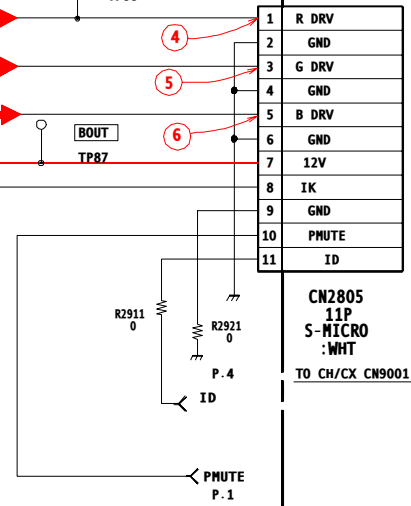 1 R DRV
4
2 GND
3 G DRV
5
4 GND
5 B DRV
BOUT
6
6 GND
TP87
7 12V
8 IK
9 GND
10 PMUTE
11 ID
CN2805
11P
S-MICRO
:WHT
R2911
0
R2921
0
TO CH/CX CN9001
P.4
ID
PMUTE
P.1